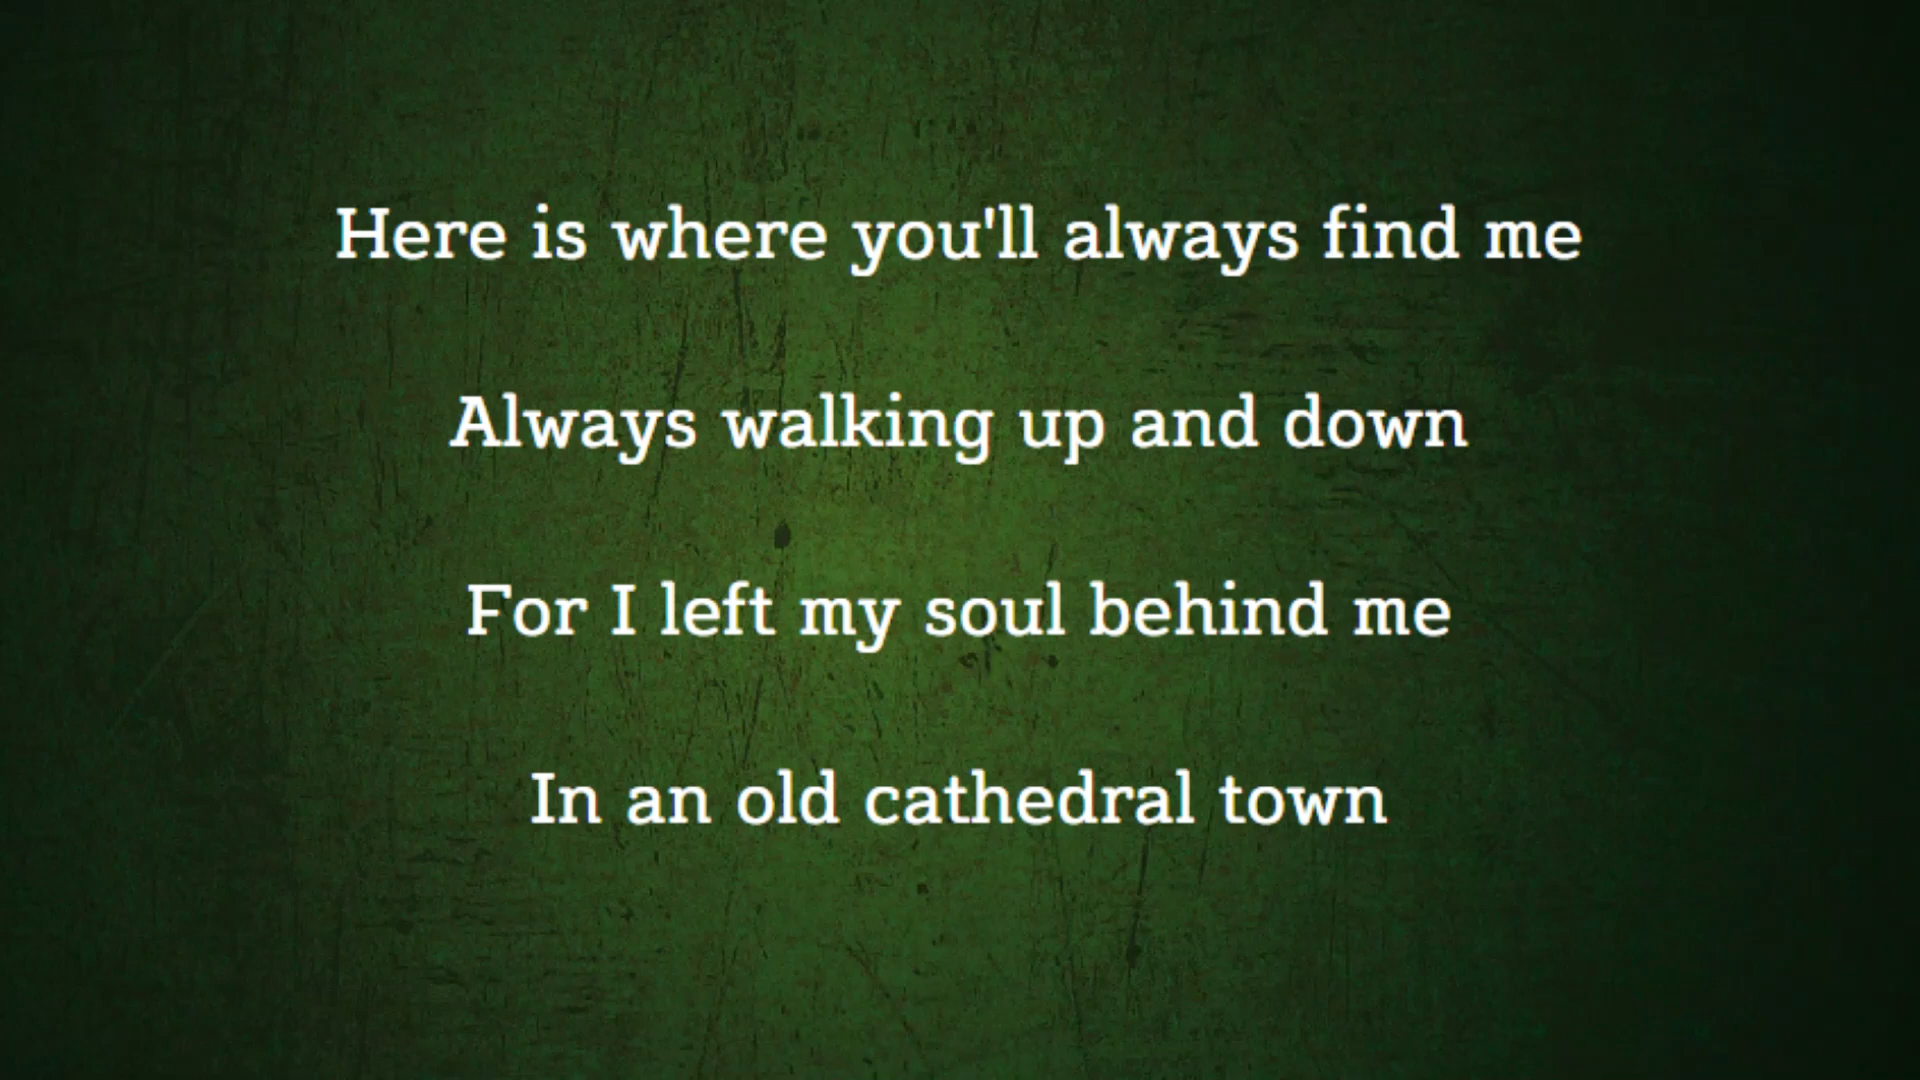 Here is where you'll always find me
Always walking up and down
For I left my soul behind me
In an old cathedral town